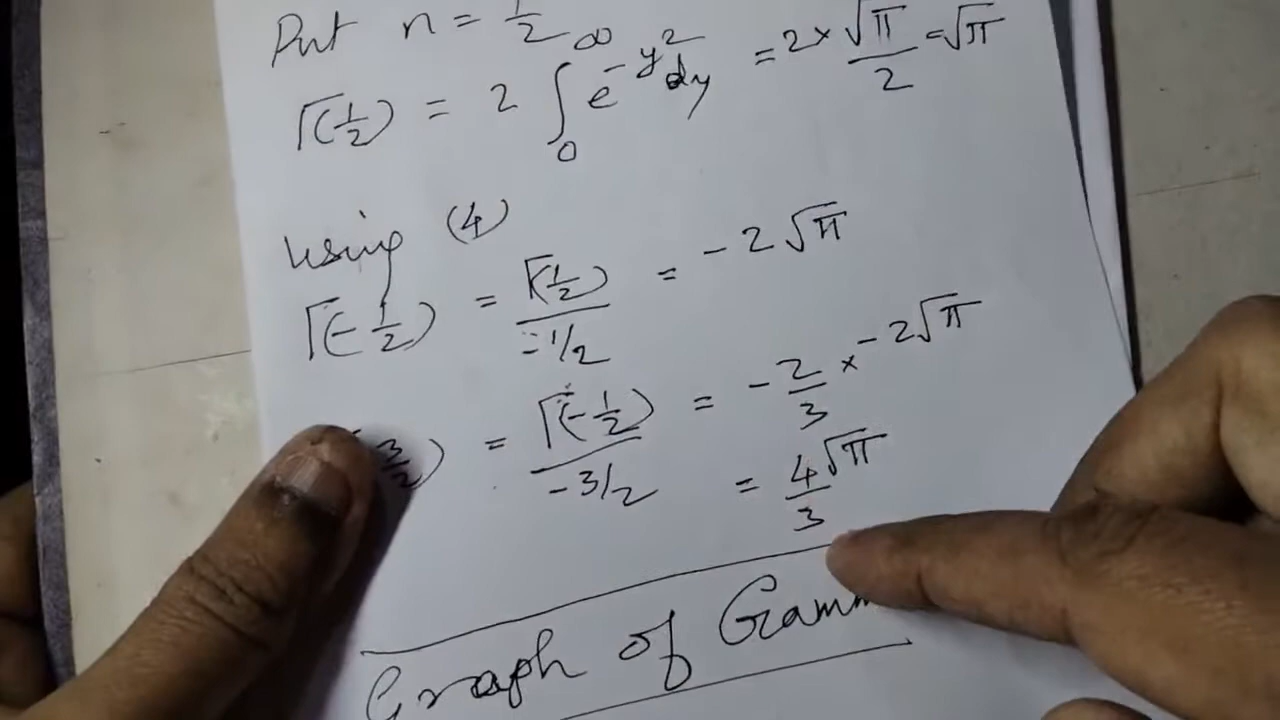 Put n = 1/2
Γ(1/2) = 2 ∫₀^∞ e^{-y²} dy = 2 × √π/2 = √π
using (4)
Γ(-1/2) = Γ(1/2)/(-1/2) = -2√π
3/2) = Γ(-1/2)/(-3/2) = -2/3 × -2√π
= 4/3 √π
Graph of Gamm